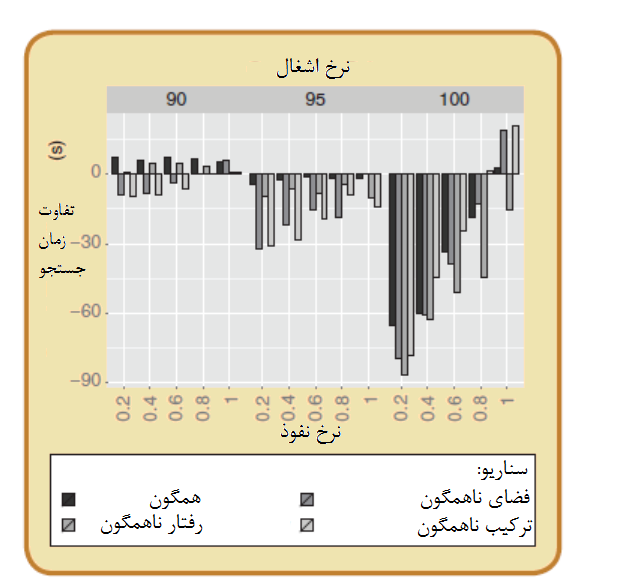 نرخ اشغال
90 95 100
(s)
0
تفاوت
زمان -30
جستجو
-60
-90
0.2 0.4 0.6 0.8 1 0.2 0.4 0.6 0.8 1 0.2 0.4 0.6 0.8 1
نرخ نفوذ
سناریو:
فضای ناهمگون همگون
ترکیب ناهمگون رفتار ناهمگون